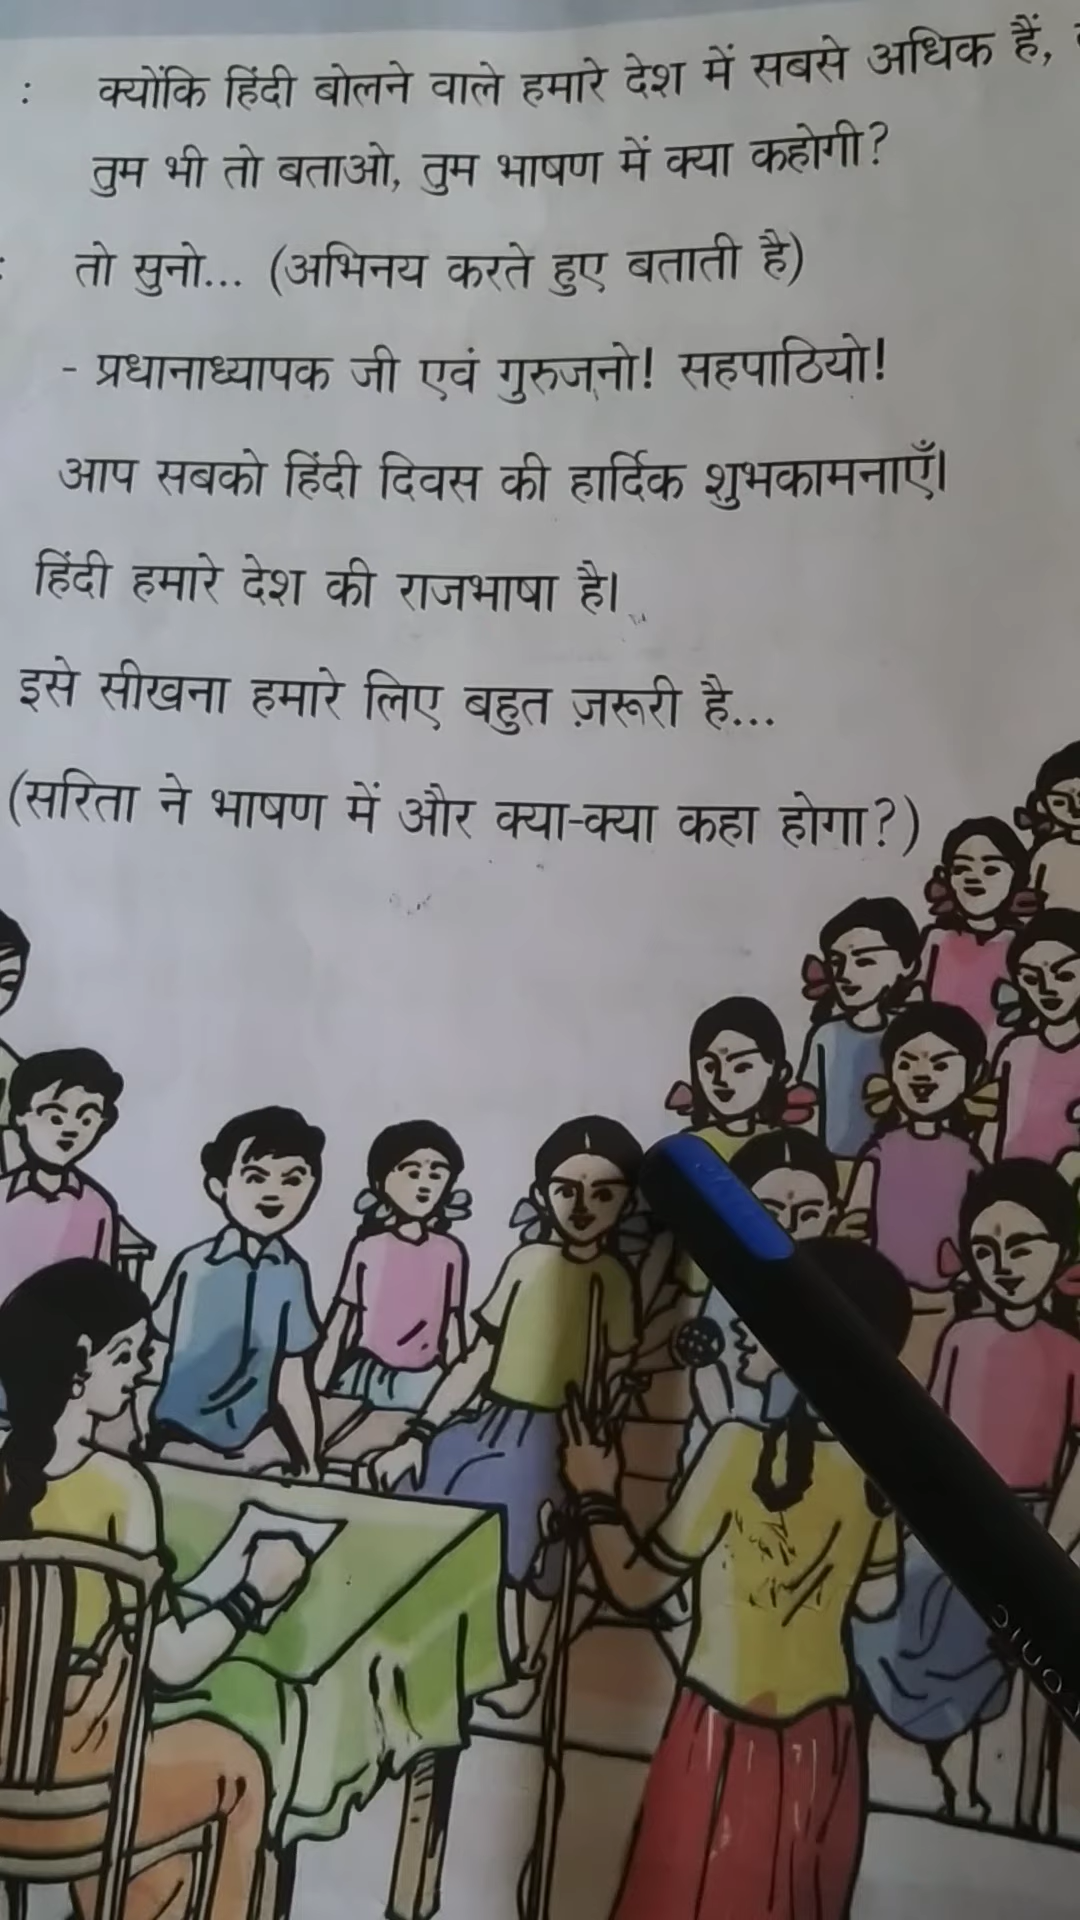 : क्योंकि हिंदी बोलने वाले हमारे देश में सबसे अधिक हैं,
तुम भी तो बताओ, तुम भाषण में क्या कहोगी?
: तो सुनो... (अभिनय करते हुए बताती है)
- प्रधानाध्यापक जी एवं गुरुजनो! सहपाठियो!
आप सबको हिंदी दिवस की हार्दिक शुभकामनाएँ।
हिंदी हमारे देश की राजभाषा है।
इसे सीखना हमारे लिए बहुत ज़रूरी है...
(सरिता ने भाषण में और क्या-क्या कहा होगा?)